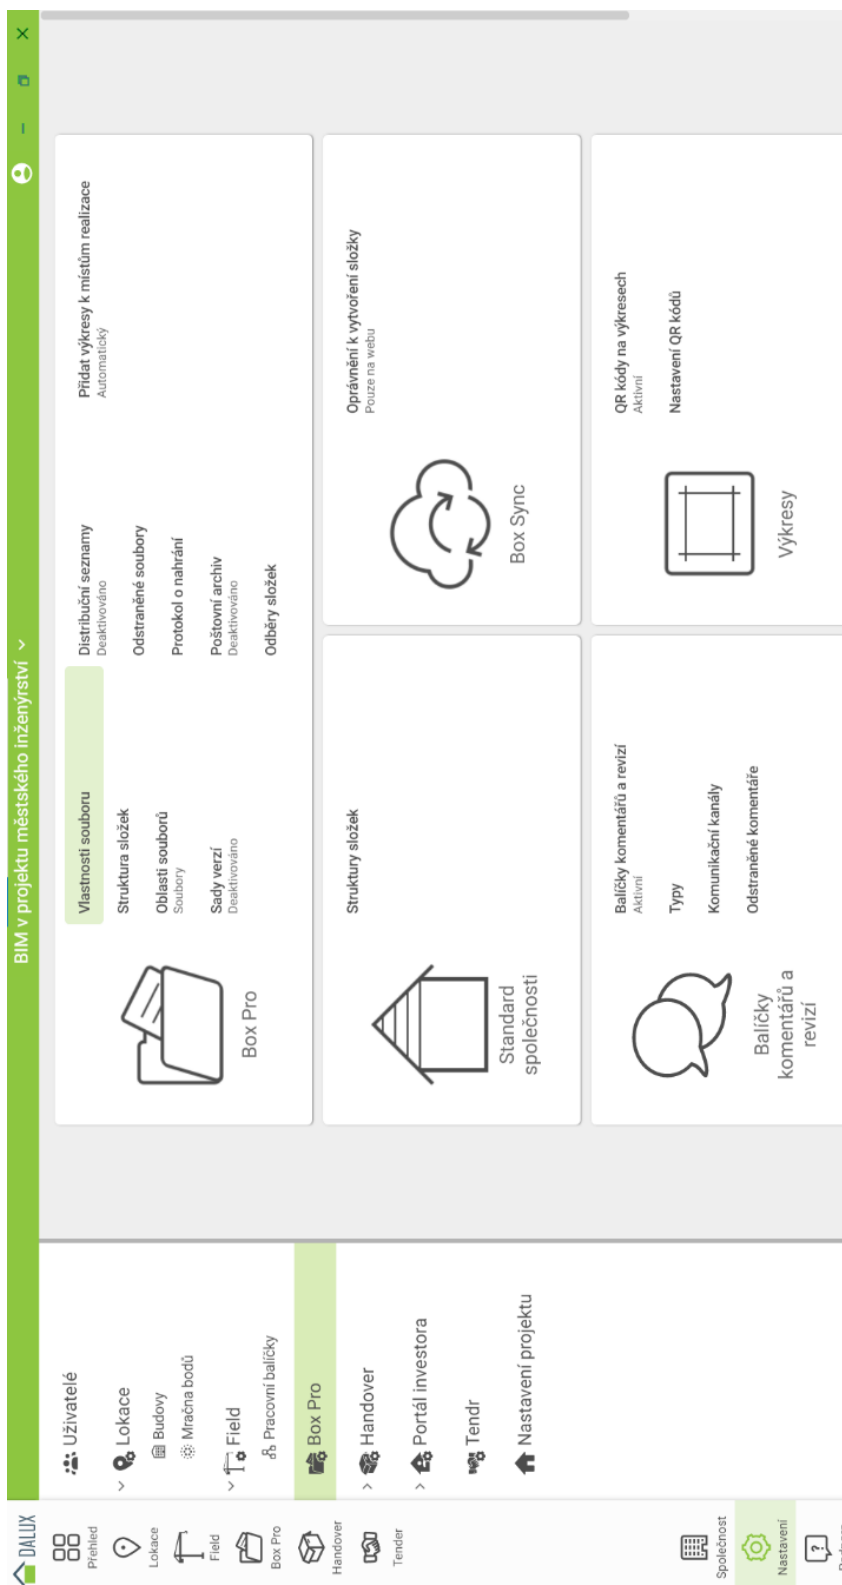 DALUX
BIM v projektu městského inženýrství
Přehled
Lokace
Field
Box Pro
Handover
Tender
Společnost
Nastavení
Uživatelé
Lokace
Budovy
Mračna bodů
Field
Pracovní balíčky
Box Pro
Handover
Portál investora
Tendr
Nastavení projektu
Box Pro
Vlastnosti souboru
Struktura složek
Oblasti souborů
Soubory
Sady verzí
Deaktivováno
Distribuční seznamy
Deaktivováno
Odstraněné soubory
Protokol o nahrání
Poštovní archiv
Deaktivováno
Odběry složek
Přidat výkresy k místům realizace
Automatický
Standard
společnosti
Struktury složek
Box Sync
Oprávnění k vytvoření složky
Pouze na webu
Balíčky
komentářů a
revizí
Balíčky komentářů a revizí
Aktivní
Typy
Komunikační kanály
Odstraněné komentáře
Výkresy
QR kódy na výkresech
Aktivní
Nastavení QR kódů